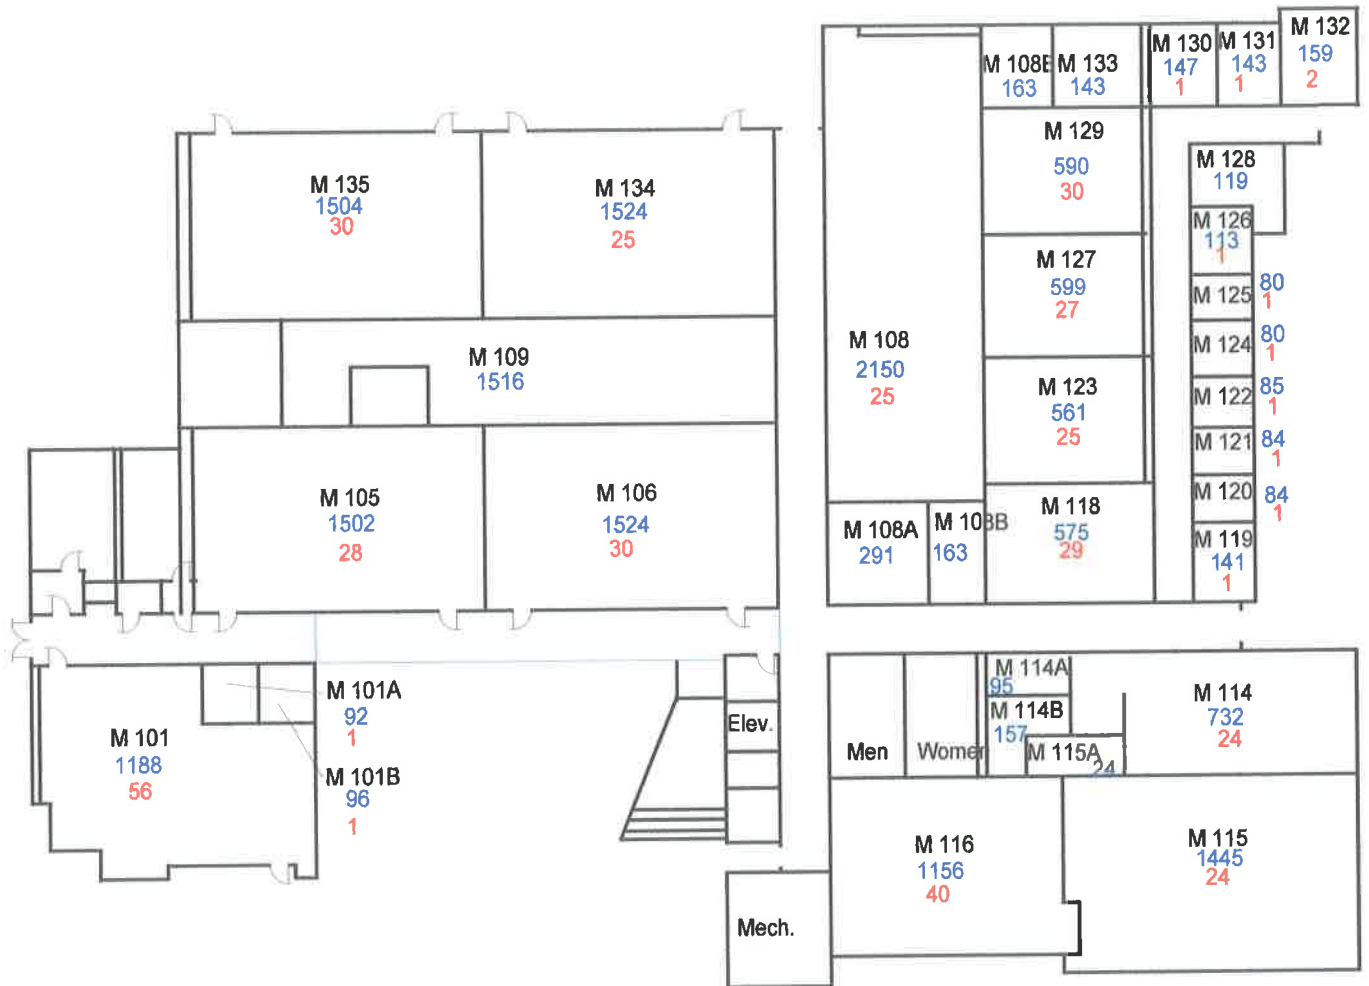 M 108E
163
M 133
143
M 130
147
1
M 131
143
1
M 132
159
2
M 135
1504
30
M 134
1524
25
M 129
590
30
M 128
119
M 126
113
1
M 127
599
27
M 125
80
1
M 124
80
1
M 109
1516
M 108
2150
25
M 123
561
25
M 122
85
1
M 121
84
1
M 120
84
1
M 105
1502
28
M 106
1524
30
M 108A
291
M 108B
163
M 118
575
29
M 119
141
1
M 101A
92
1
M 101B
96
1
M 101
1188
56
Elev.
Men
Women
M 114A
95
M 114B
157
M 115A
24
M 114
732
24
M 116
1156
40
M 115
1445
24
Mech.